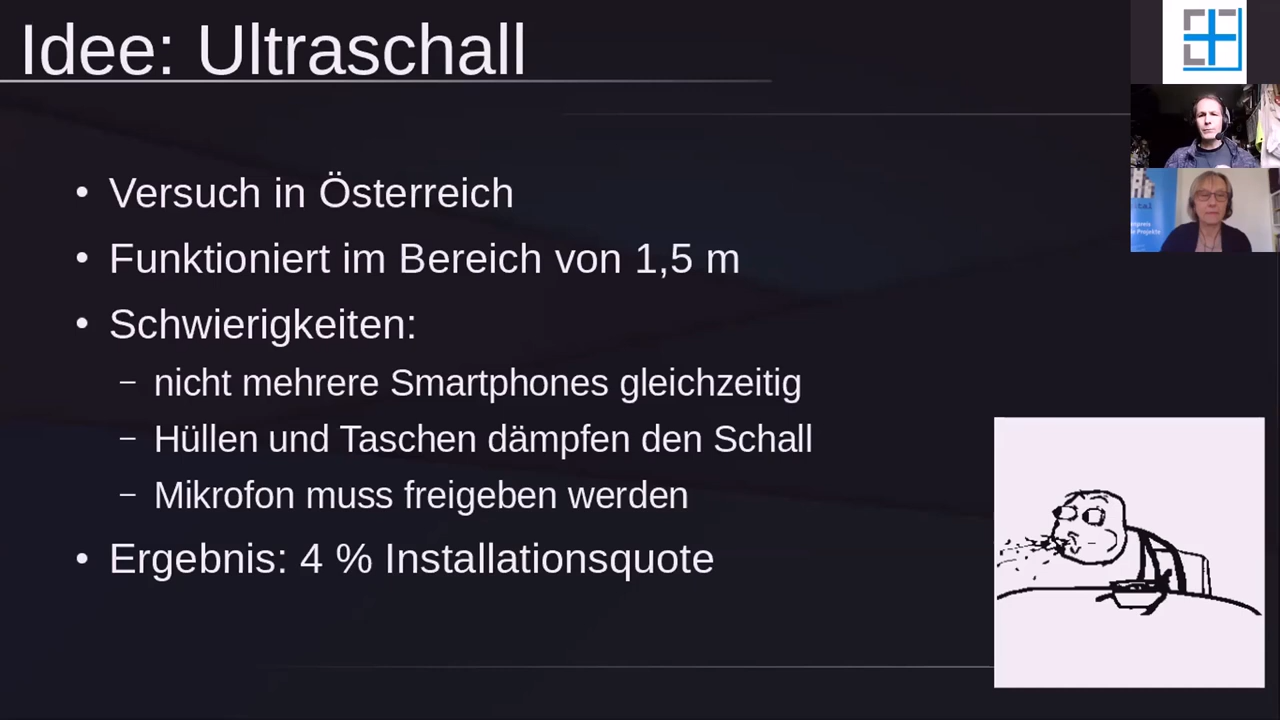 Idee: Ultraschall
• Versuch in Österreich
• Funktioniert im Bereich von 1,5 m
• Schwierigkeiten:
– nicht mehrere Smartphones gleichzeitig
– Hüllen und Taschen dämpfen den Schall
– Mikrofon muss freigeben werden
• Ergebnis: 4 % Installationsquote
Projekte